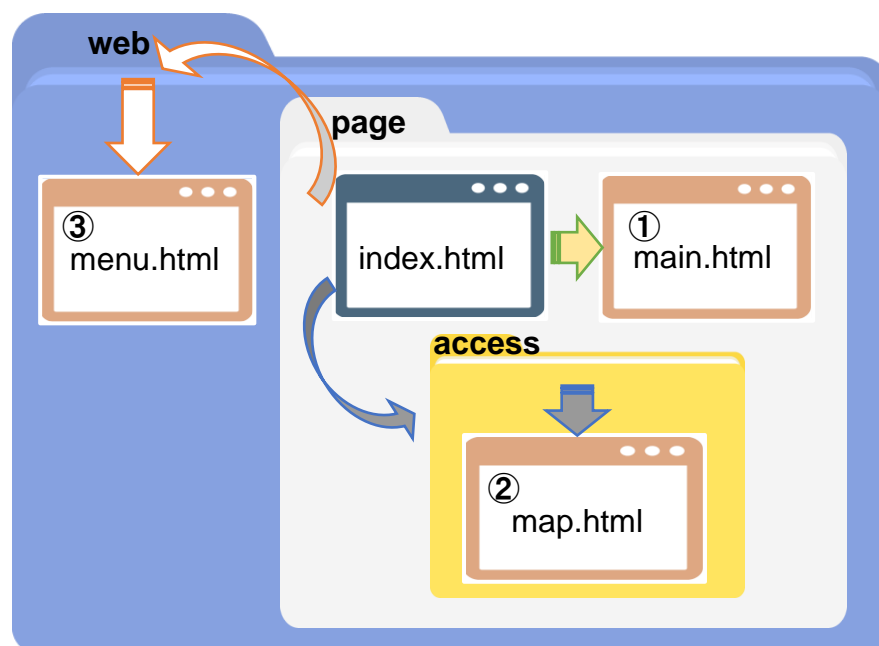 web
page
③
menu.html
index.html
①
main.html
access
②
map.html